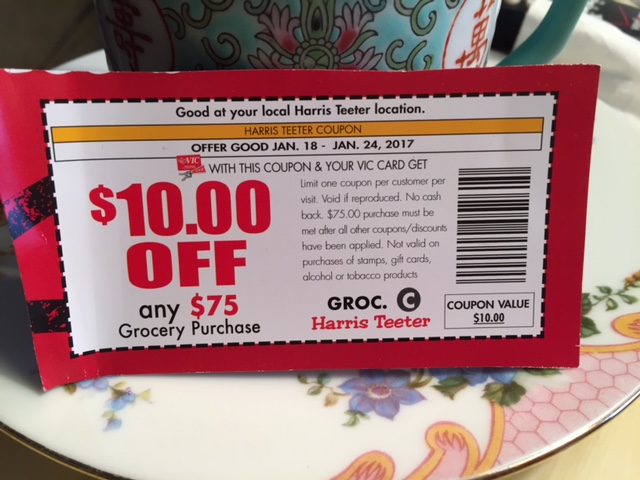 Good at your local Harris Teeter location.
HARRIS TEETER COUPON
OFFER GOOD JAN. 18 - JAN. 24, 2017
VIC
WITH THIS COUPON & YOUR VIC CARD GET
$10.00
OFF
any $75
Grocery Purchase
Limit one coupon per customer per
visit. Void if reproduced. No cash
back. $75.00 purchase must be
met after all other coupons/discounts
have been applied. Not valid on
purchases of stamps, gift cards,
alcohol or tobacco products
GROC. C
Harris Teeter
COUPON VALUE
$10.00